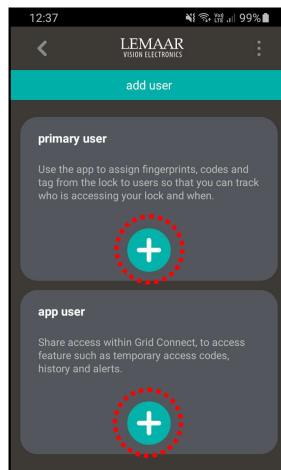 12:37
99%
LEMAAR
VISION ELECTRONICS
add user
primary user
Use the app to assign fingerprints, codes and
tag from the lock to users so that you can track
who is accessing your lock and when.
app user
Share access within Grid Connect, to access
feature such as temporary access codes,
history and alerts.